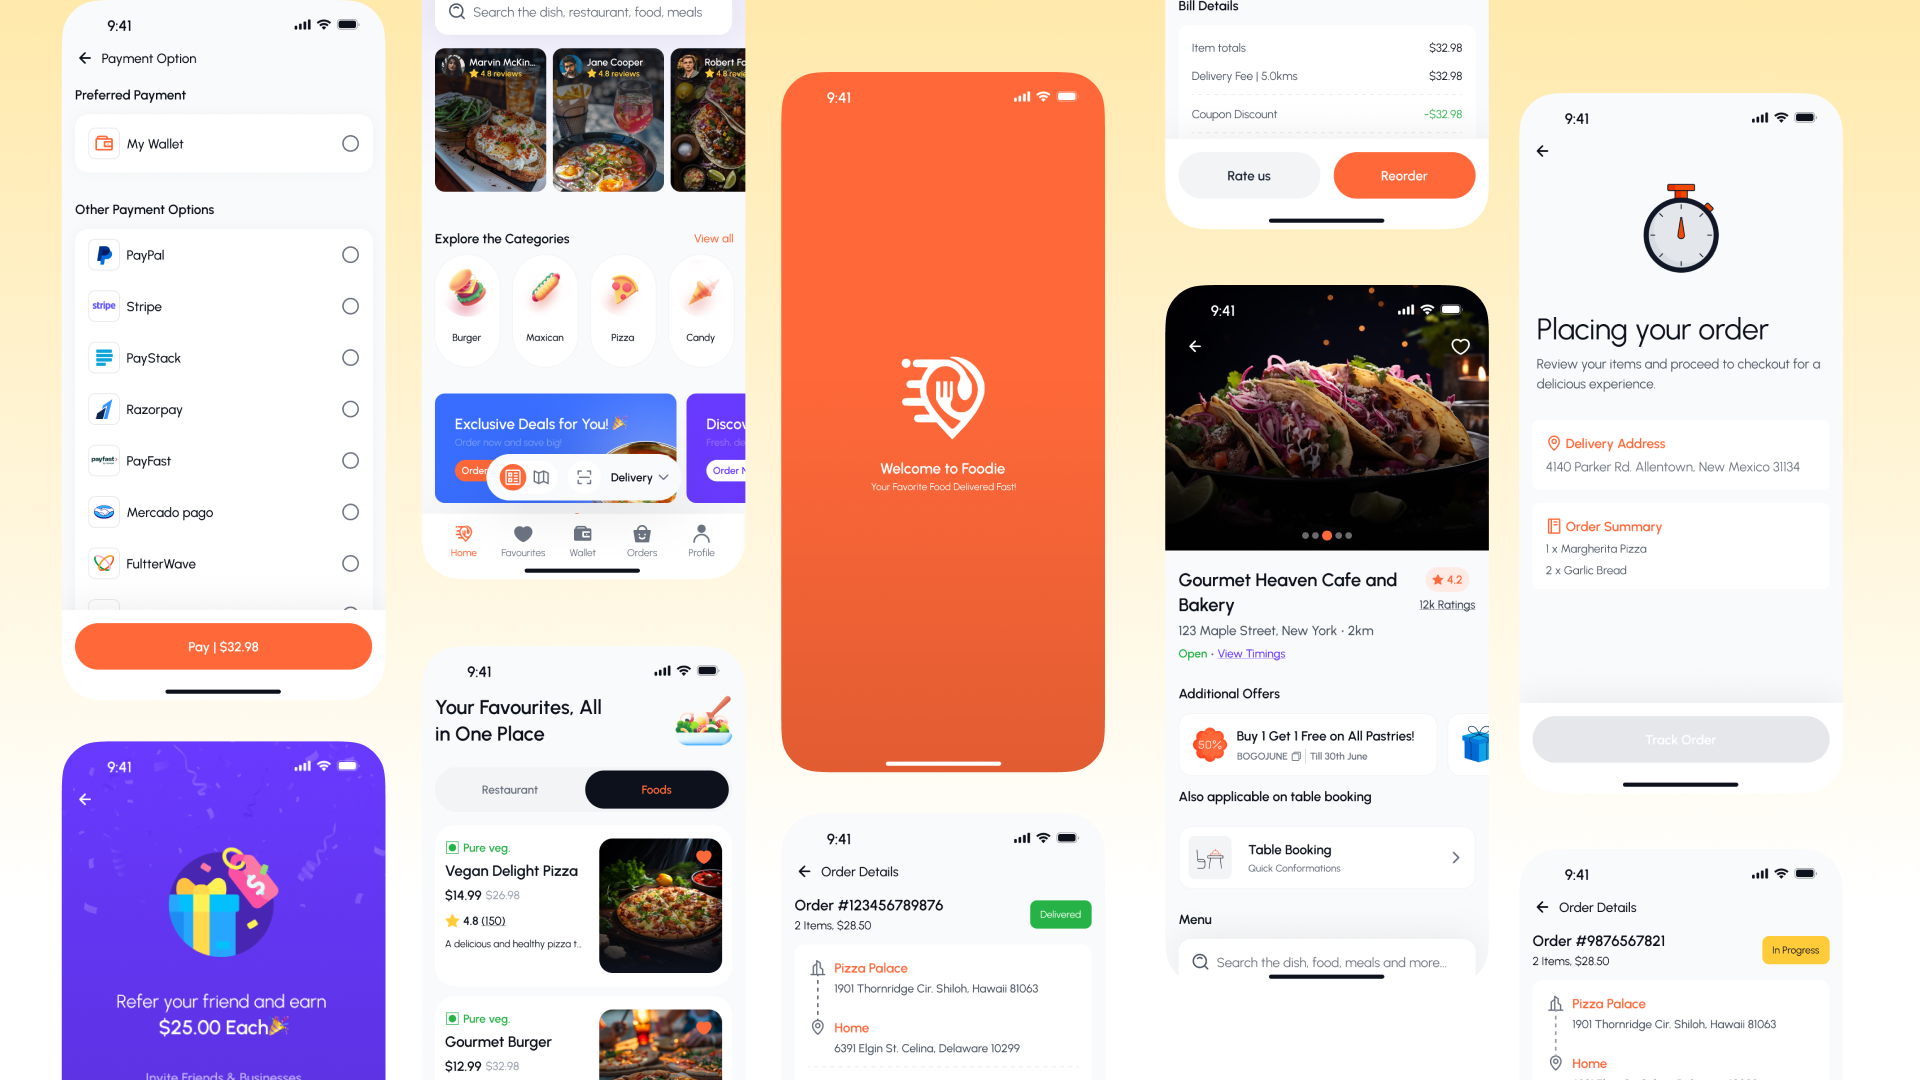 9:41
Payment Option
Preferred Payment
My Wallet
Other Payment Options
PayPal
stripe
Stripe
PayStack
Razorpay
payfast
PayFast
Mercado pago
FultterWave
Pay | $32.98
9:41
Refer your friend and earn
$25.00 Each
Invite Friends & Businesses
Search the dish, restaurant, food, meals
Marvin McKin...
4.8 reviews
Jane Cooper
4.8 reviews
Robert Fo
4.8 revie
Explore the Categories
View all
Burger
Maxican
Pizza
Candy
Exclusive Deals for You!
Order now and save big!
Order
Discov
Fresh, de
Order N
Delivery
Home
Favourites
Wallet
Orders
Profile
9:41
Your Favourites, All
in One Place
Restaurant
Foods
Pure veg.
Vegan Delight Pizza
$14.99 $26.98
4.8 (150)
A delicious and healthy pizza t...
Pure veg.
Gourmet Burger
$12.99 $32.98
9:41
Welcome to Foodie
Your Favorite Food Delivered Fast!
9:41
Order Details
Order #123456789876
2 Items, $28.50
Delivered
Pizza Palace
1901 Thornridge Cir. Shiloh, Hawaii 81063
Home
6391 Elgin St. Celina, Delaware 10299
Bill Details
Item totals
$32.98
Delivery Fee | 5.0kms
$32.98
Coupon Discount
-$32.98
Rate us
Reorder
9:41
Gourmet Heaven Cafe and
Bakery
4.2
12k Ratings
123 Maple Street, New York • 2km
Open • View Timings
Additional Offers
50%
Buy 1 Get 1 Free on All Pastries!
BOGOJUNE | Till 30th June
Also applicable on table booking
Table Booking
Quick Conformations
Menu
Search the dish, food, meals and more...
9:41
Placing your order
Review your items and proceed to checkout for a
delicious experience.
Delivery Address
4140 Parker Rd. Allentown, New Mexico 31134
Order Summary
1 x Margherita Pizza
2 x Garlic Bread
Track Order
9:41
Order Details
Order #9876567821
2 Items, $28.50
In Progress
Pizza Palace
1901 Thornridge Cir. Shiloh, Hawaii 81063
Home